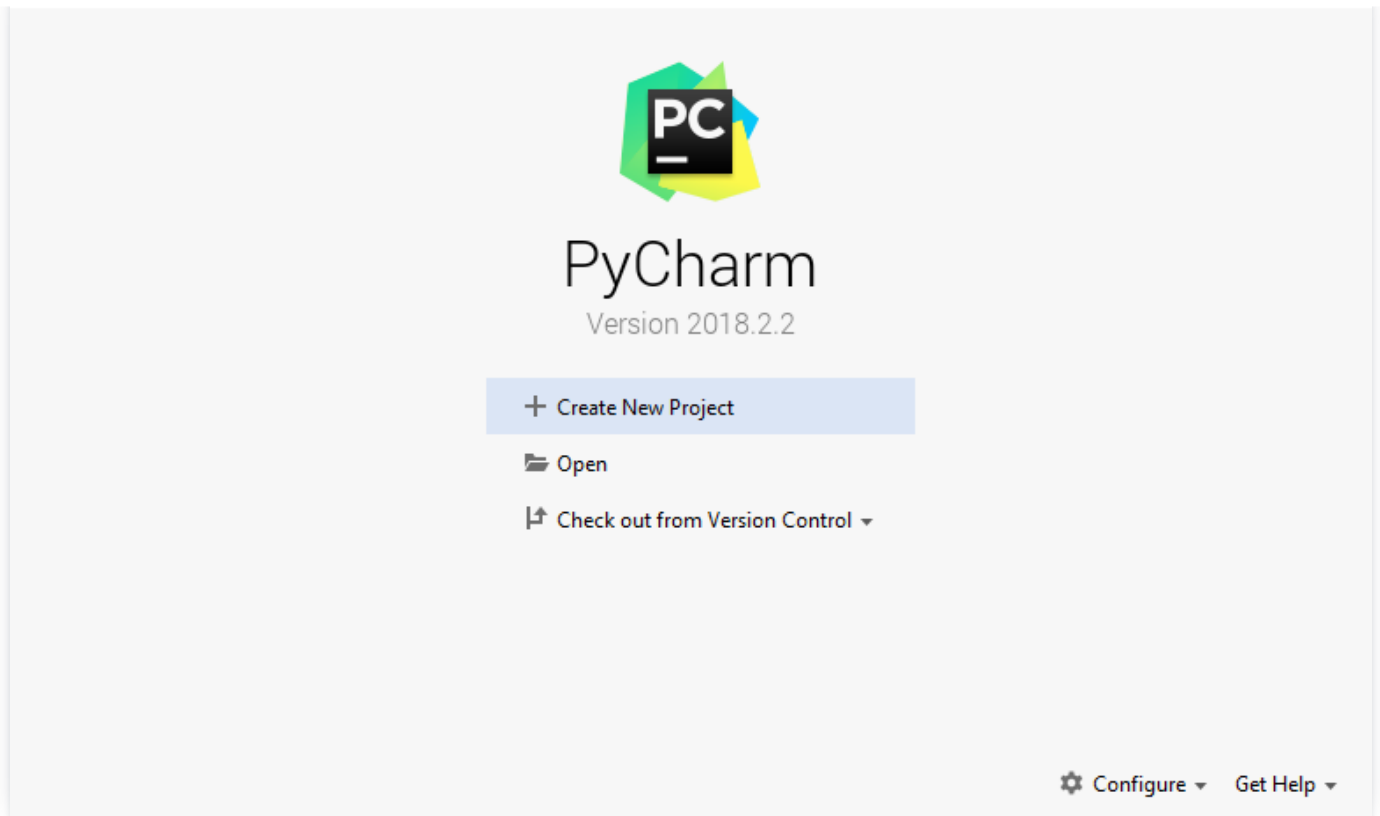 PC
PyCharm
Version 2018.2.2
Create New Project
Open
Check out from Version Control
Configure Get Help